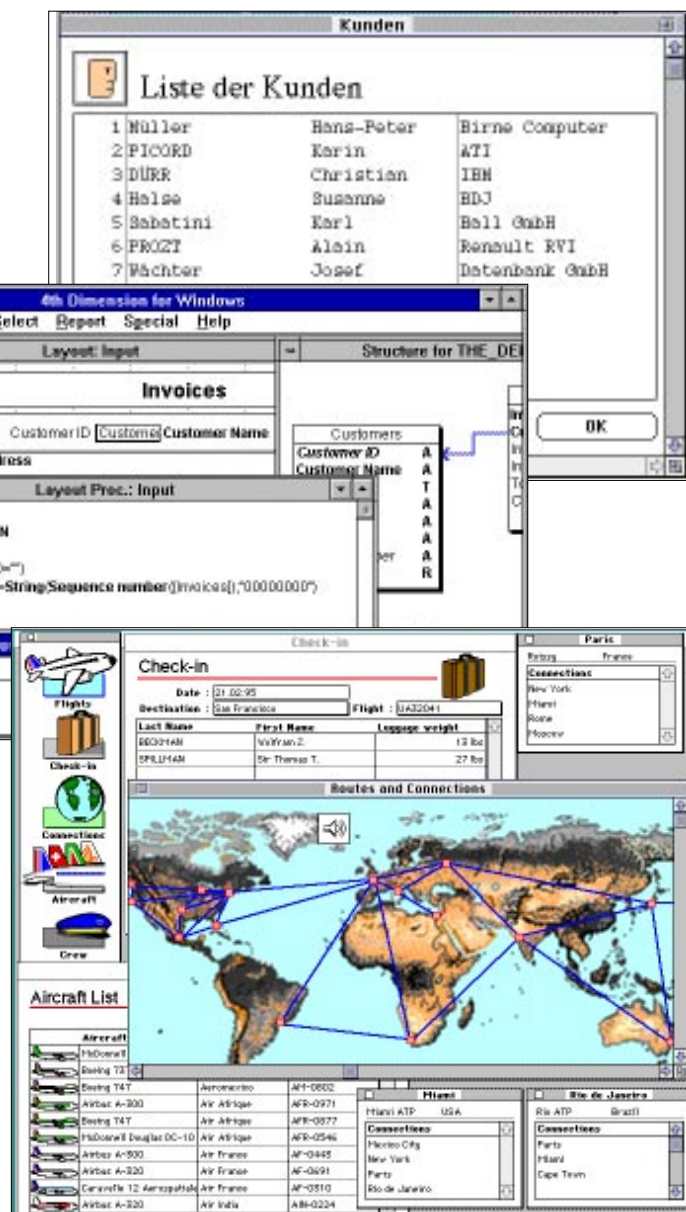 Kunden
Liste der Kunden
1 Müller Hans-Peter Birne Computer
2 PICORD Karin ATI
3 DÜRR Christian IBN
4 Halse Susanne BDJ
5 Sabatini Karl Ball GmbH
6 PROZT Alain Renault RVI
7 Wächter Josef Datenbank GmbH
OK
4th Dimension for Windows
Select Report Special Help
Layout: Input
Structure for THE_DE
Invoices
CustomerID Custome Customer Name
ress
Customers
Customer ID A
Customer Name A
T
A
A
A
er A
R
Layout Proc.: Input
N
=String(Sequence number([Invoices]),"00000000")
Flights
Check-in
Connections
Aircraft
Crew
Check-in
Check-in
Date : 21.02.95
Destination : San Francisco Flight : UA32041
Last Name First Name Luggage weight
BECKMAN Wolfram Z. 13 lbs
SPILLMAN Sir Thomas T. 27 lbs
Paris
Roissy France
Connections
New York
Miami
Rome
Moscow
Routes and Connections
Aircraft List
Aircraft
McDonnell
Boeing 73
Boeing 747 Aeromexico AM-0802
Airbus A-300 Air Afrique AFR-0971
Boeing 747 Air Afrique AFR-0877
McDonnell Douglas DC-10 Air Afrique AFR-0546
Airbus A-300 Air France AF-0445
Airbus A-320 Air France AF-0691
Caravelle 12 Aerospatiale Air France AF-0310
Airbus A-320 Air India AIN-0224
Miami
Miami ATP USA
Connections
Mexico City
New York
Paris
Rio de Janeiro
Rio de Janeiro
Rio ATP Brazil
Connections
Paris
Miami
Cape Town